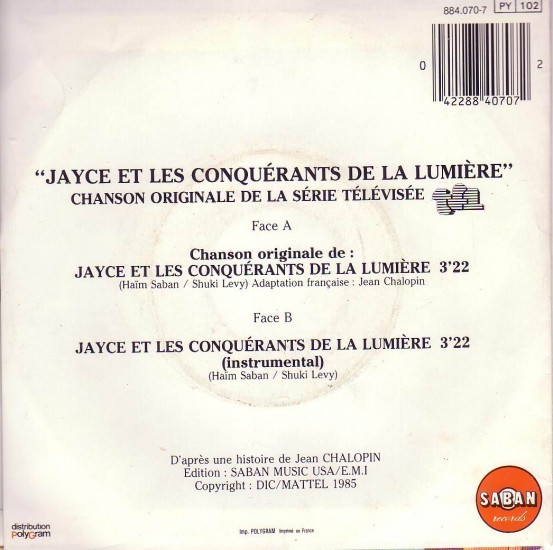 884.070-7 PY 102
0 2
42288 40707
"JAYCE ET LES CONQUÉRANTS DE LA LUMIÈRE"
CHANSON ORIGINALE DE LA SÉRIE TÉLÉVISÉE
Face A
Chanson originale de :
JAYCE ET LES CONQUÉRANTS DE LA LUMIÈRE 3'22
(Haïm Saban / Shuki Levy) Adaptation française : Jean Chalopin
Face B
JAYCE ET LES CONQUÉRANTS DE LA LUMIÈRE 3'22
(instrumental)
(Haïm Saban / Shuki Levy)
D'après une histoire de Jean CHALOPIN
Edition : SABAN MUSIC USA/E.M.I
Copyright : DIC/MATTEL 1985
SABAN
records
distribution
PolyGram
Imp. POLYGRAM Imprimé en France